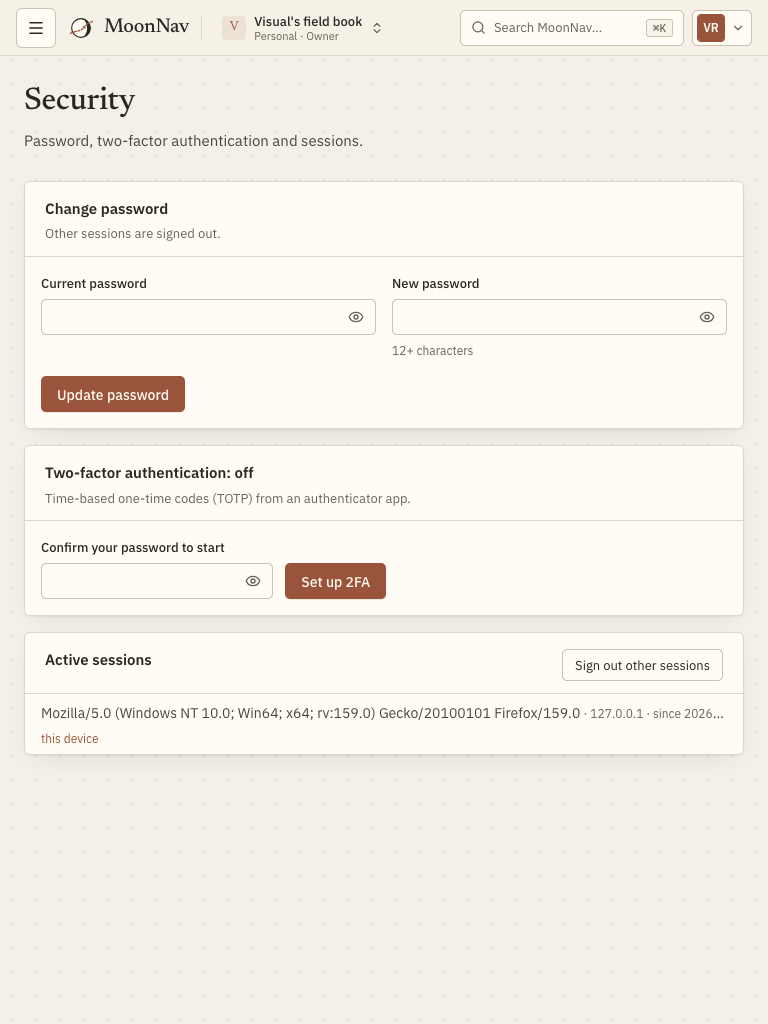 MoonNav
V
Visual's field book
Personal · Owner
Search MoonNav...
⌘K
VR
Security
Password, two-factor authentication and sessions.
Change password
Other sessions are signed out.
Current password
New password
12+ characters
Update password
Two-factor authentication: off
Time-based one-time codes (TOTP) from an authenticator app.
Confirm your password to start
Set up 2FA
Active sessions
Sign out other sessions
Mozilla/5.0 (Windows NT 10.0; Win64; x64; rv:159.0) Gecko/20100101 Firefox/159.0 · 127.0.0.1 · since 2026...
this device